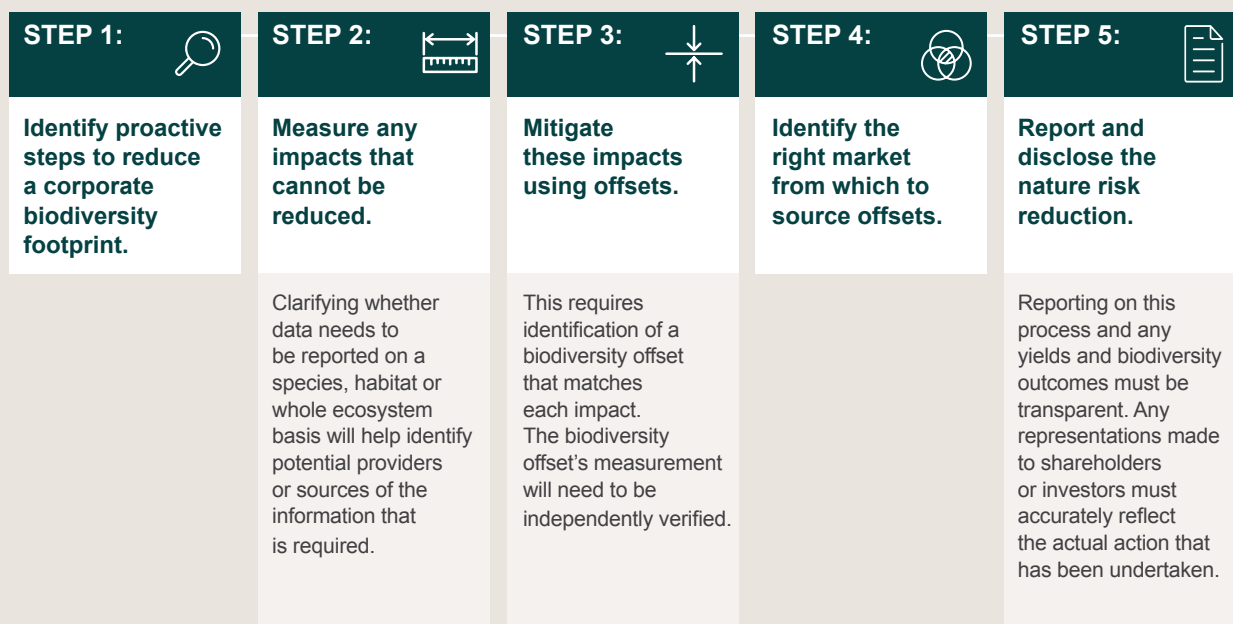 STEP 1:
Identify proactive
steps to reduce
a corporate
biodiversity
footprint.
STEP 2:
Measure any
impacts that
cannot be
reduced.
Clarifying whether
data needs to
be reported on a
species, habitat or
whole ecosystem
basis will help identify
potential providers
or sources of the
information that
is required.
STEP 3:
Mitigate
these impacts
using offsets.
This requires
identification of a
biodiversity offset
that matches
each impact.
The biodiversity
offset’s measurement
will need to be
independently verified.
STEP 4:
Identify the
right market
from which to
source offsets.
STEP 5:
Report and
disclose the
nature risk
reduction.
Reporting on this
process and any
yields and biodiversity
outcomes must be
transparent. Any
representations made
to shareholders
or investors must
accurately reflect
the actual action that
has been undertaken.